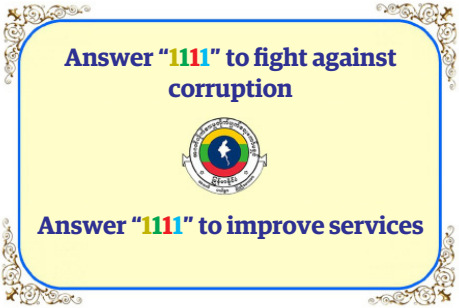 Answer “1111” to fight against
corruption
Answer “1111” to improve services